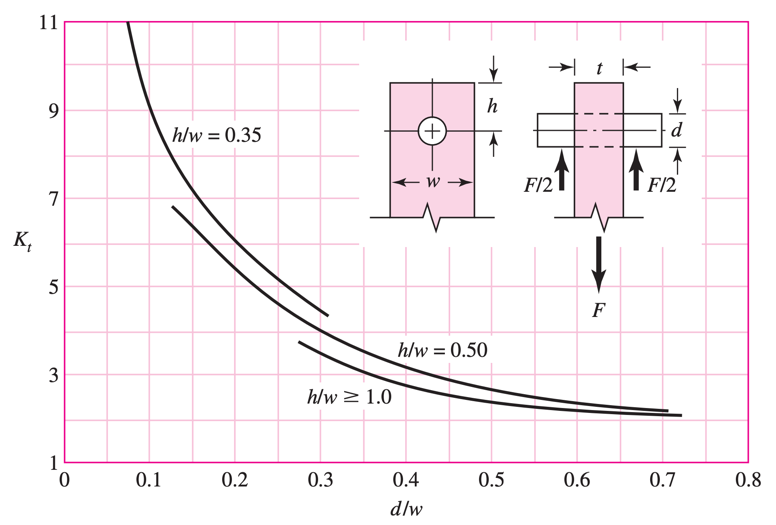 11
9
7
5
3
1
K_t
0
0.1
0.2
0.3
0.4
0.5
0.6
0.7
0.8
d/w
h/w = 0.35
h/w = 0.50
h/w ≥ 1.0
h
w
t
d
F/2
F/2
F